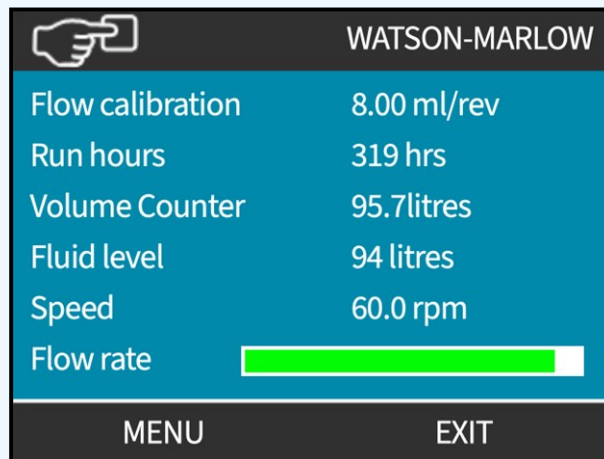 WATSON-MARLOW
Flow calibration 8.00 ml/rev
Run hours 319 hrs
Volume Counter 95.7litres
Fluid level 94 litres
Speed 60.0 rpm
Flow rate
MENU EXIT